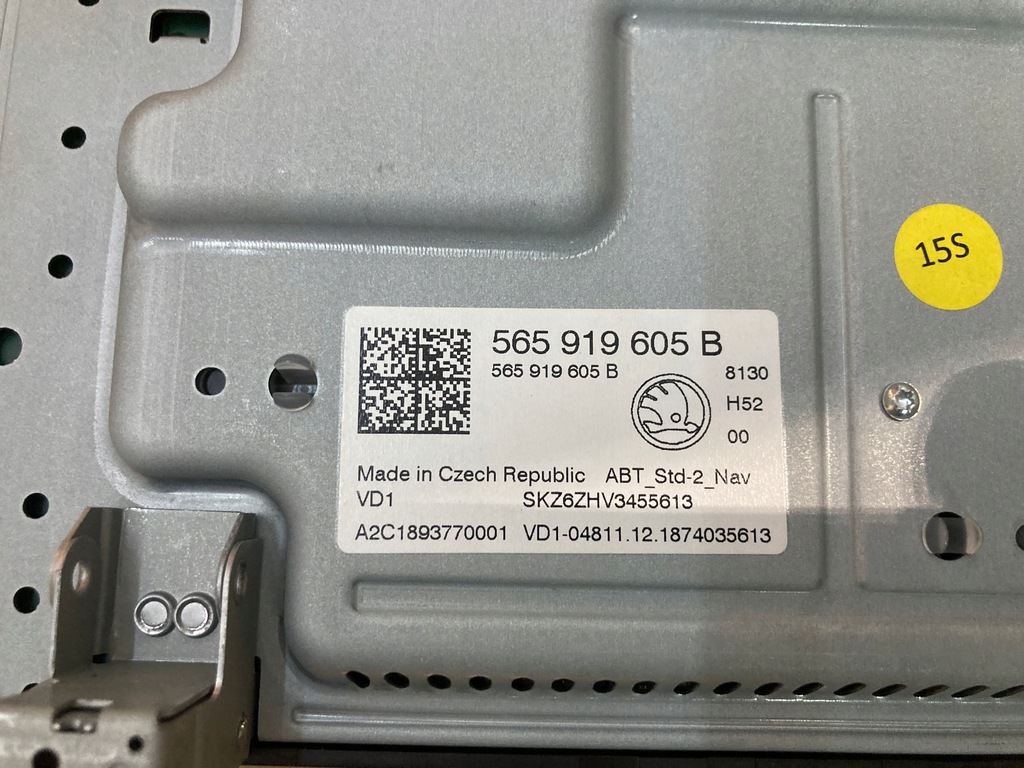 15S
565 919 605 B
565 919 605 B
8130
H52
00
Made in Czech Republic ABT_Std-2_Nav
VD1 SKZ6ZHV3455613
A2C1893770001 VD1-04811.12.1874035613